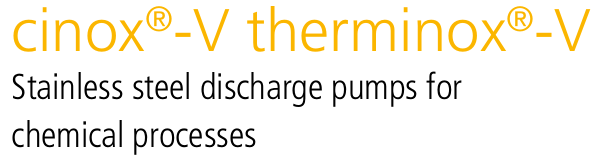 cinox®-V therminox®-V
Stainless steel discharge pumps for
chemical processes